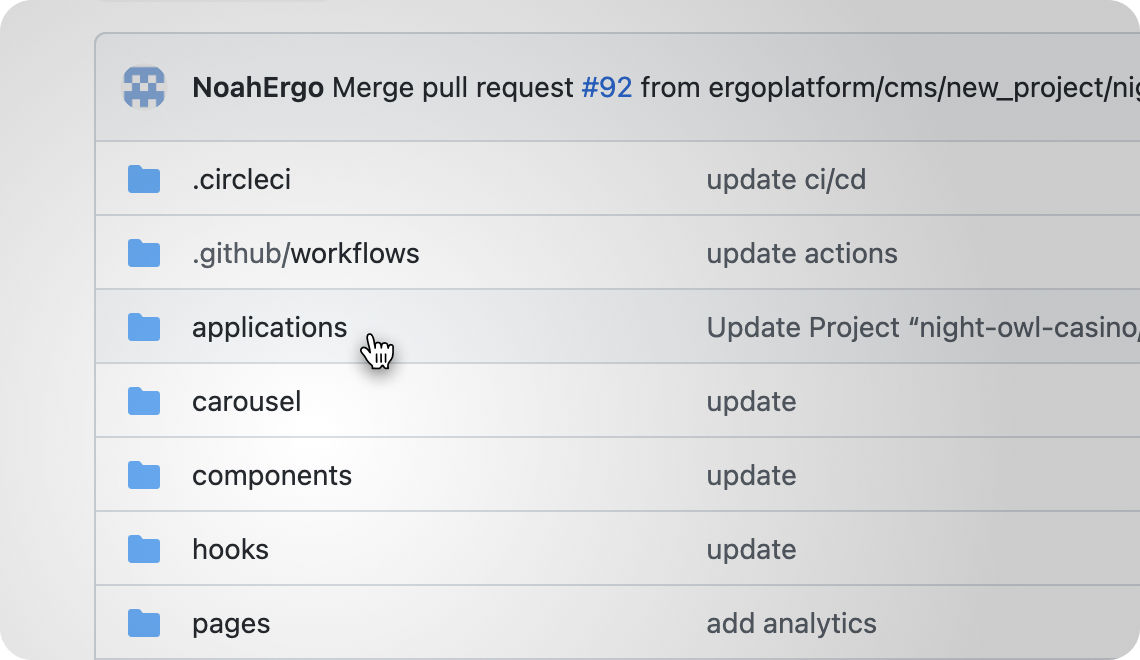 NoahErgo Merge pull request #92 from ergoplatform/cms/new_project/
.circleci update ci/cd
.github/workflows update actions
applications Update Project “night-owl-casino/
carousel update
components update
hooks update
pages add analytics